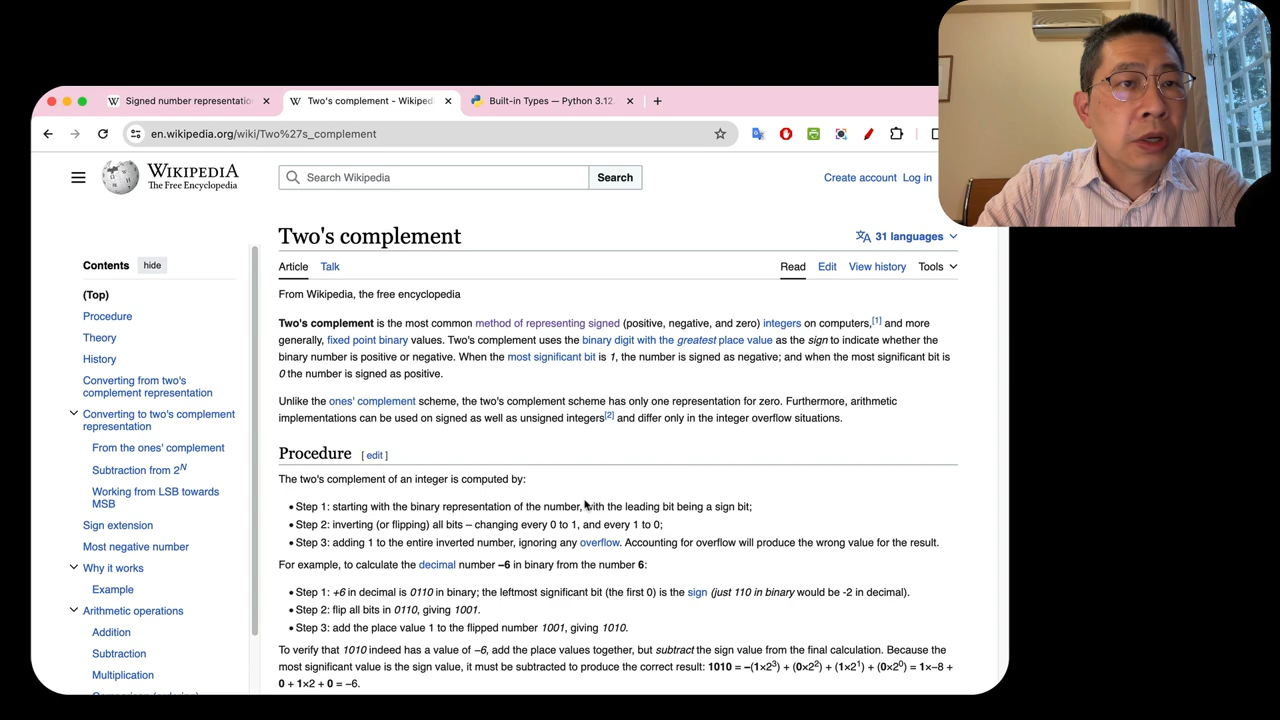 Signed number representatio
Two's complement - Wikiped
Built-in Types — Python 3.12.
en.wikipedia.org/wiki/Two%27s_complement
WIKIPEDIA
The Free Encyclopedia
Search Wikipedia
Search
Create account Log in
Two's complement
31 languages
Contents hide
Article Talk
Read Edit View history Tools
(Top)
Procedure
Theory
History
Converting from two's
complement representation
Converting to two's complement
representation
From the ones' complement
Subtraction from 2^N
Working from LSB towards
MSB
Sign extension
Most negative number
Why it works
Example
Arithmetic operations
Addition
Subtraction
Multiplication
Comparison (ordering)
From Wikipedia, the free encyclopedia
Two's complement is the most common method of representing signed (positive, negative, and zero) integers on computers,[1] and more
generally, fixed point binary values. Two's complement uses the binary digit with the greatest place value as the sign to indicate whether the
binary number is positive or negative. When the most significant bit is 1, the number is signed as negative; and when the most significant bit is
0 the number is signed as positive.
Unlike the ones' complement scheme, the two's complement scheme has only one representation for zero. Furthermore, arithmetic
implementations can be used on signed as well as unsigned integers[2] and differ only in the integer overflow situations.
Procedure [ edit ]
The two's complement of an integer is computed by:
• Step 1: starting with the binary representation of the number, with the leading bit being a sign bit;
• Step 2: inverting (or flipping) all bits – changing every 0 to 1, and every 1 to 0;
• Step 3: adding 1 to the entire inverted number, ignoring any overflow. Accounting for overflow will produce the wrong value for the result.
For example, to calculate the decimal number −6 in binary from the number 6:
• Step 1: +6 in decimal is 0110 in binary; the leftmost significant bit (the first 0) is the sign (just 110 in binary would be -2 in decimal).
• Step 2: flip all bits in 0110, giving 1001.
• Step 3: add the place value 1 to the flipped number 1001, giving 1010.
To verify that 1010 indeed has a value of −6, add the place values together, but subtract the sign value from the final calculation. Because the
most significant value is the sign value, it must be subtracted to produce the correct result: 1010 = −(1×2³) + (0×2²) + (1×2¹) + (0×2⁰) = 1×−8 +
0 + 1×2 + 0 = −6.